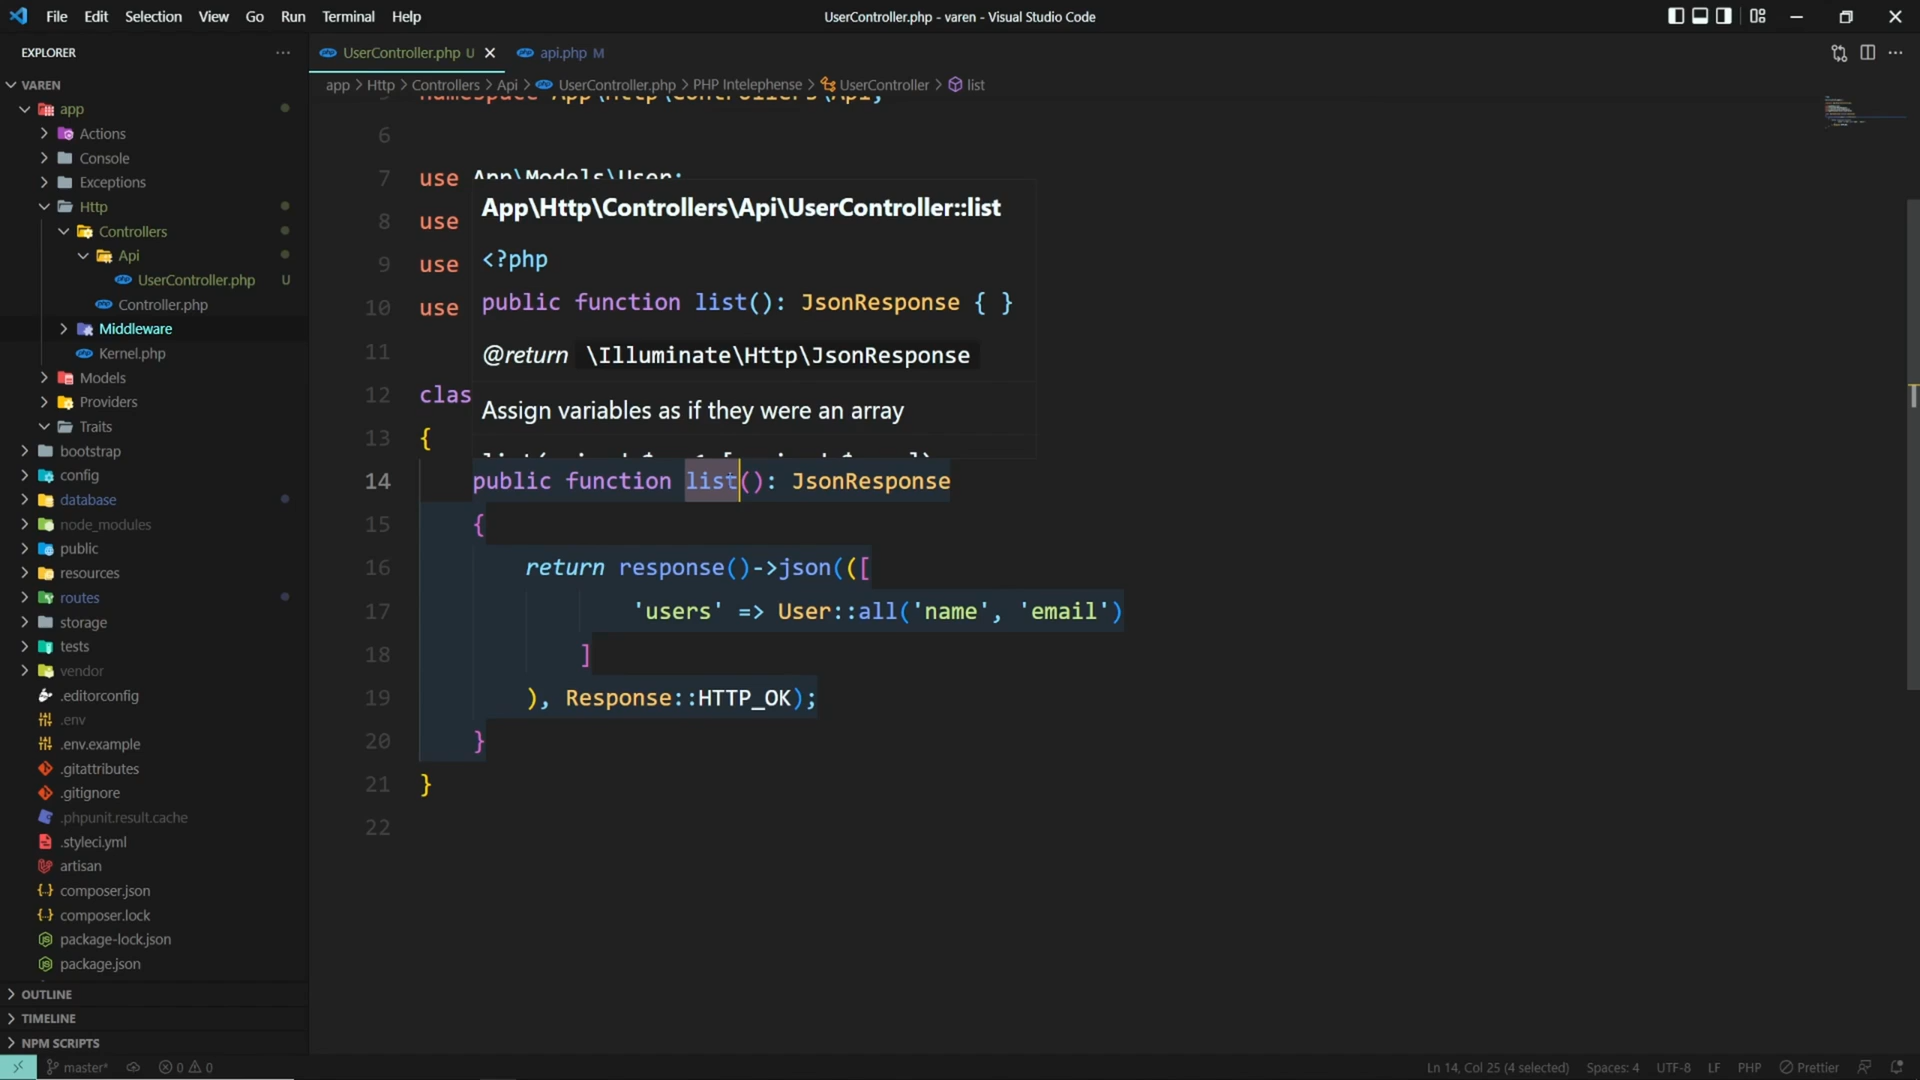 File Edit Selection View Go Run Terminal Help
UserController.php - varen - Visual Studio Code
EXPLORER
UserController.php U
api.php M
app > Http > Controllers > Api > UserController.php > PHP Intelephense > UserController > list
VAREN
app
Actions
Console
Exceptions
Http
Controllers
Api
UserController.php U
Controller.php
Middleware
Kernel.php
Models
Providers
Traits
bootstrap
config
database
node_modules
public
resources
routes
storage
tests
vendor
.editorconfig
.env
.env.example
.gitattributes
.gitignore
.phpunit.result.cache
.styleci.yml
artisan
composer.json
composer.lock
package-lock.json
package.json
OUTLINE
TIMELINE
NPM SCRIPTS
namespace App\Http\Controllers\Api;
6
7 use App\Models\User;
8 use
9 use
10 use
11
12 clas
13 {
App\Http\Controllers\Api\UserController::list
<?php
public function list(): JsonResponse { }
@return \Illuminate\Http\JsonResponse
Assign variables as if they were an array
14 public function list(): JsonResponse
15 {
16 return response()->json(([
17 'users' => User::all('name', 'email')
18 ]
19 ), Response::HTTP_OK);
20 }
21 }
22
master* 0 0
Ln 14, Col 25 (4 selected) Spaces: 4 UTF-8 LF PHP Prettier